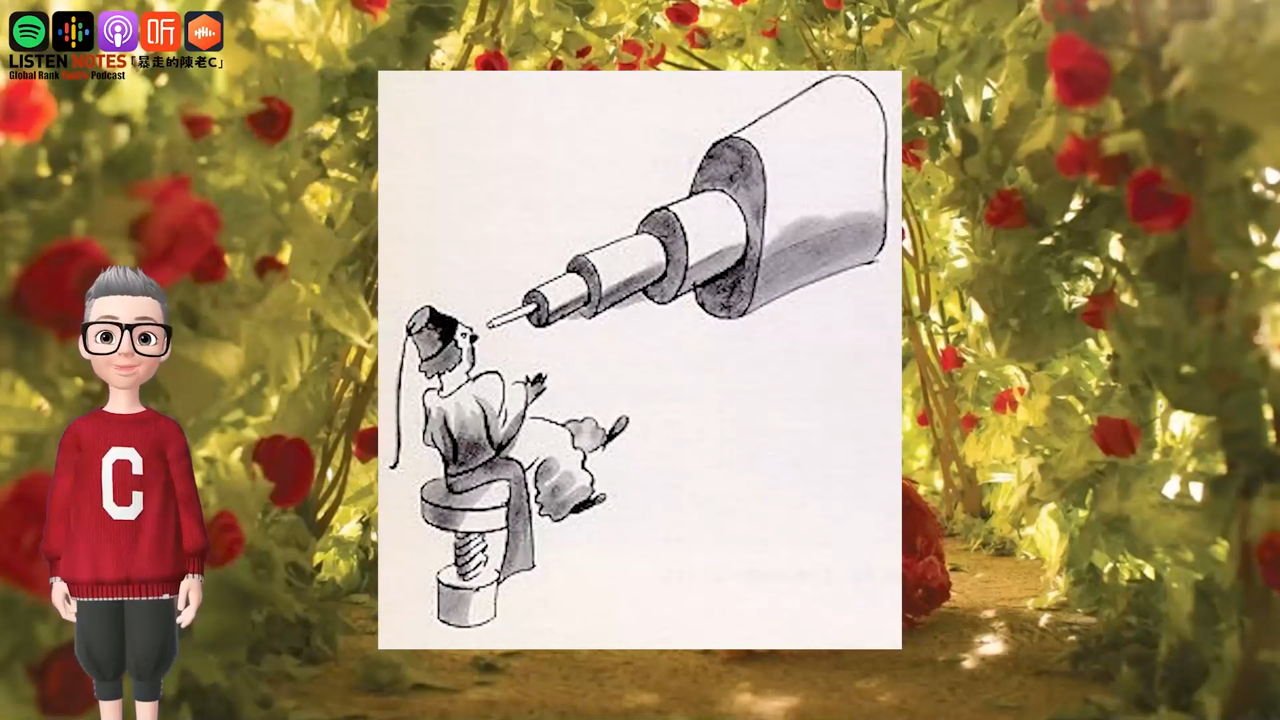 听
LISTEN NOTES「暴走的陳老C」
Global Rank Podcast
C